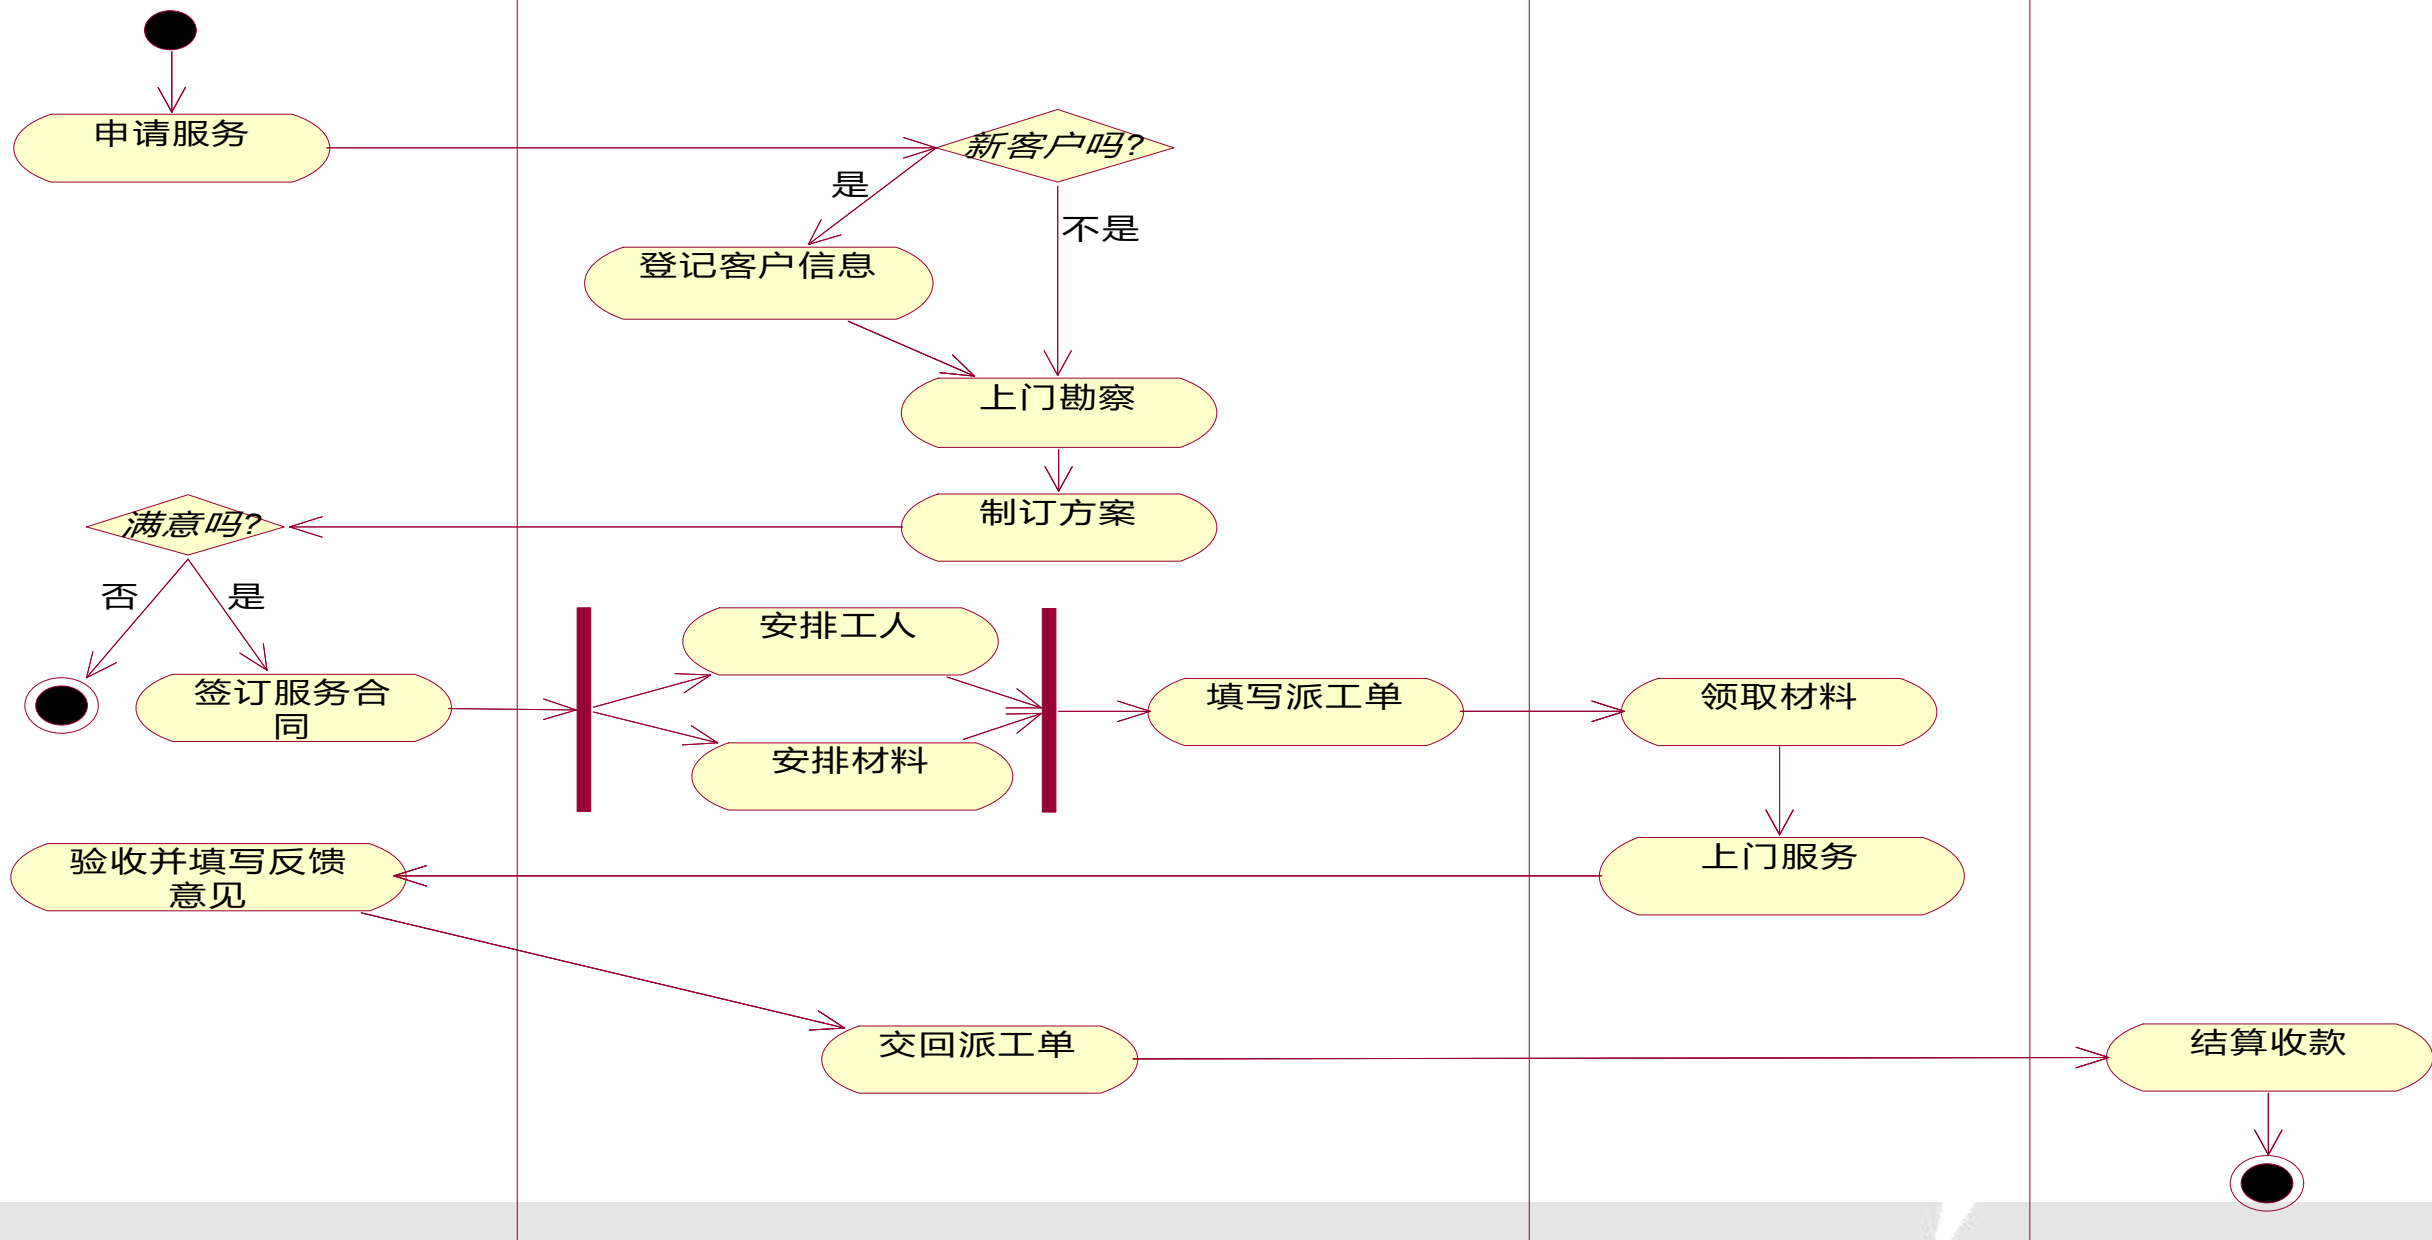 申请服务
新客户吗?
是
不是
登记客户信息
上门勘察
制订方案
满意吗?
否
是
签订服务合
同
安排工人
安排材料
填写派工单
领取材料
上门服务
验收并填写反馈
意见
交回派工单
结算收款